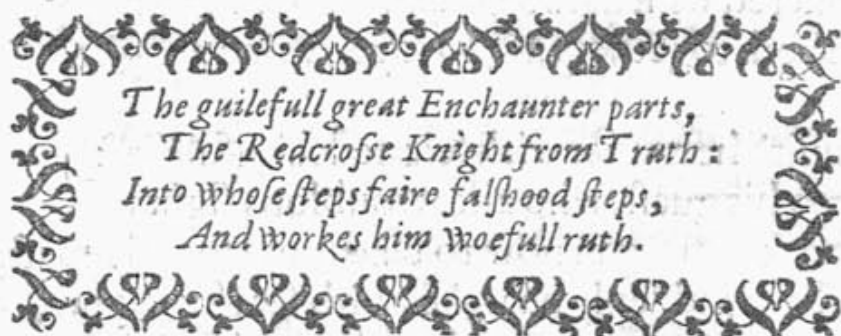 The guilefull great Enchaunter parts,
The Redcroſſe Knight from Truth:
Into whoſe ſteps faire falſhood ſteps,
And workes him woefull ruth.